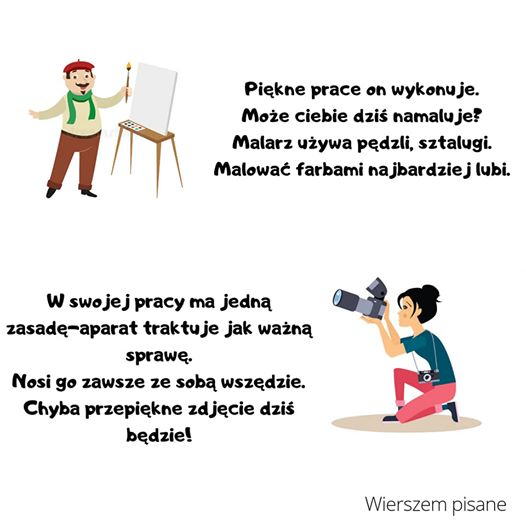 Piękne prace on wykonuje.
Może ciebie dziś namaluje?
Malarz używa pędzli, sztalugi.
Malować farbami najbardziej lubi.
W swojej pracy ma jedną
zasadę-aparat traktuje jak ważną
sprawę.
Nosi go zawsze ze sobą wszędzie.
Chyba przepiękne zdjęcie dziś
będzie!
Wierszem pisane